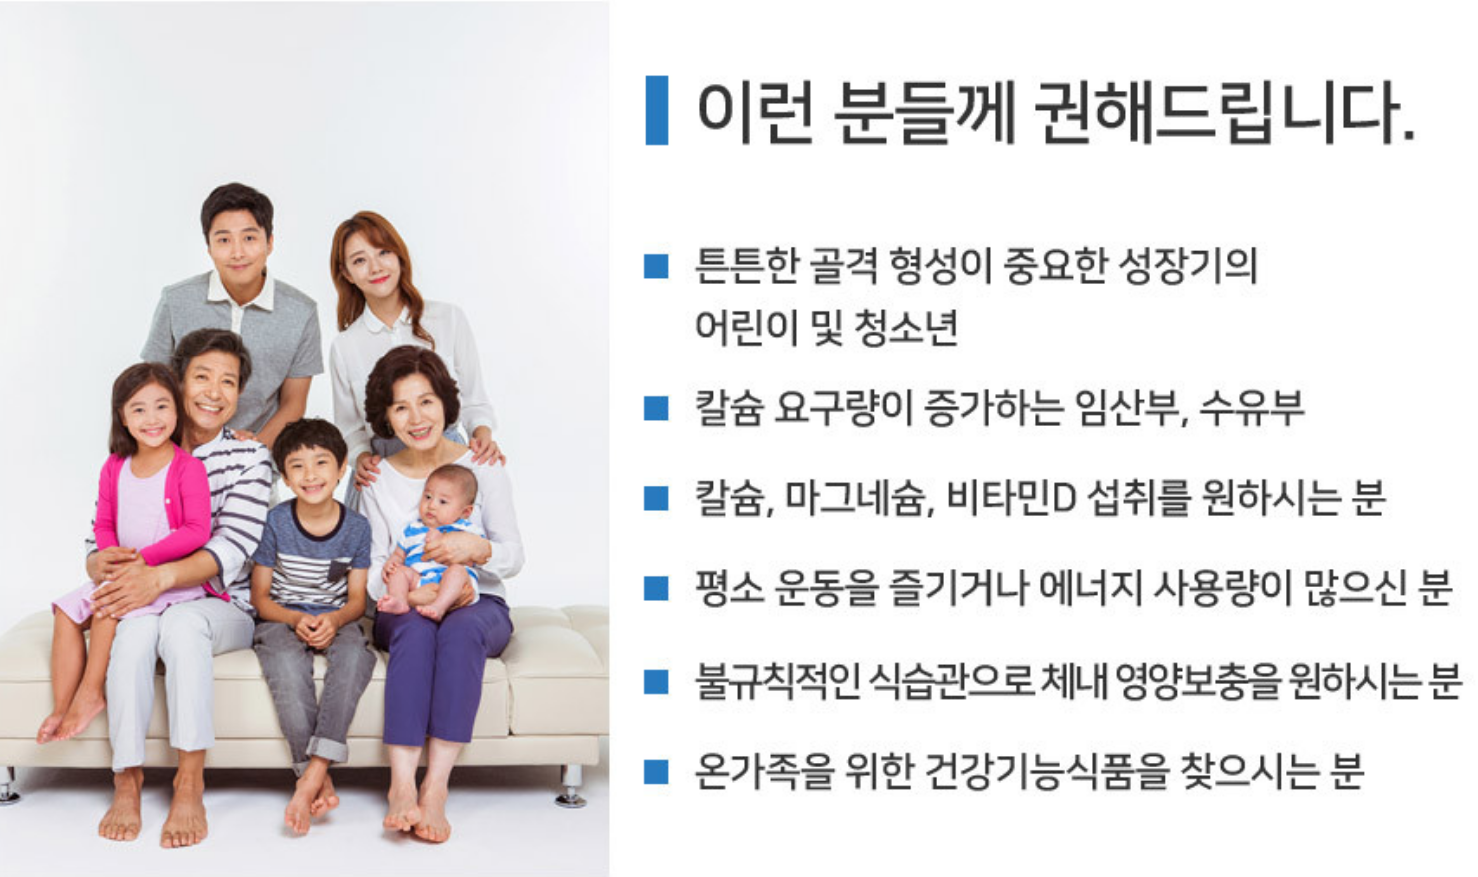 이런 분들께 권해드립니다.
튼튼한 골격 형성이 중요한 성장기의
어린이 및 청소년
칼슘 요구량이 증가하는 임산부, 수유부
칼슘, 마그네슘, 비타민D 섭취를 원하시는 분
평소 운동을 즐기거나 에너지 사용량이 많으신 분
불규칙적인 식습관으로 체내 영양보충을 원하시는 분
온가족을 위한 건강기능식품을 찾으시는 분